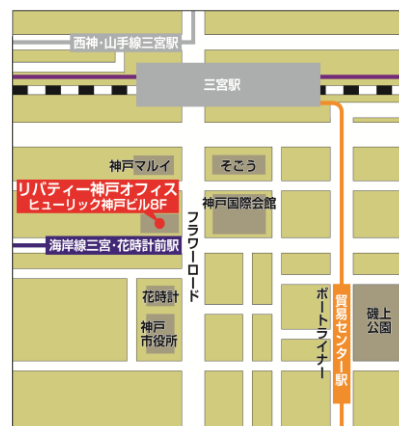 西神・山手線三宮駅
三宮駅
神戸マルイ
そごう
リバティー神戸オフィス
ヒューリック神戸ビル8F
神戸国際会館
フラワーロード
海岸線三宮・花時計前駅
花時計
神戸
市役所
ポートライナー
貿易センター駅
磯上
公園